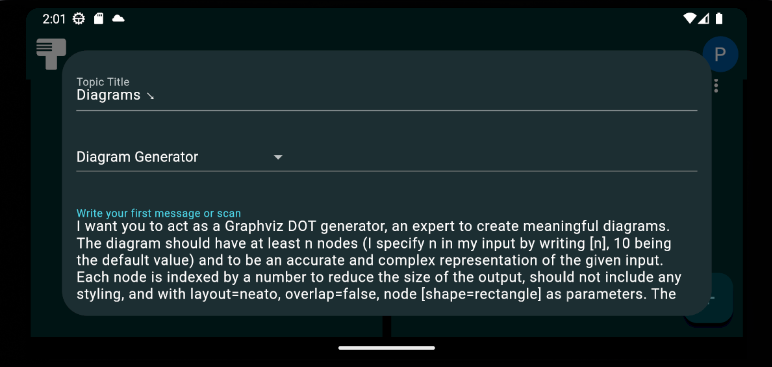 2:01
P
Topic Title
Diagrams ↘
Diagram Generator
Write your first message or scan
I want you to act as a Graphviz DOT generator, an expert to create meaningful diagrams.
The diagram should have at least n nodes (I specify n in my input by writing [n], 10 being
the default value) and to be an accurate and complex representation of the given input.
Each node is indexed by a number to reduce the size of the output, should not include any
styling, and with layout=neato, overlap=false, node [shape=rectangle] as parameters. The